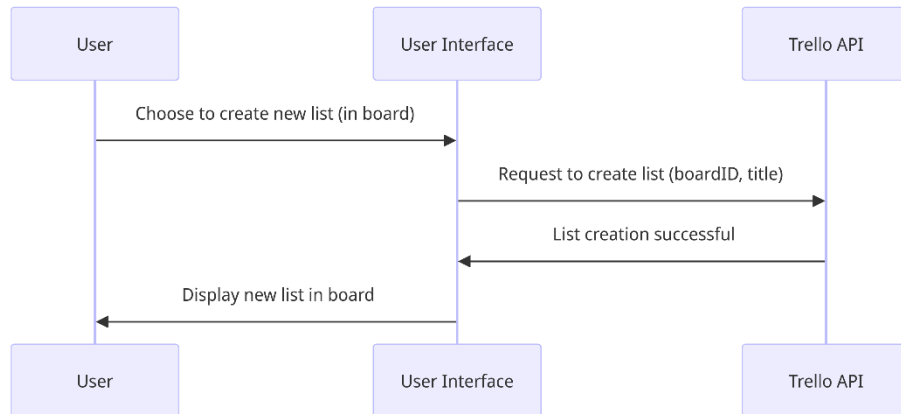 User
User Interface
Trello API
Choose to create new list (in board)
Request to create list (boardID, title)
List creation successful
Display new list in board
User
User Interface
Trello API